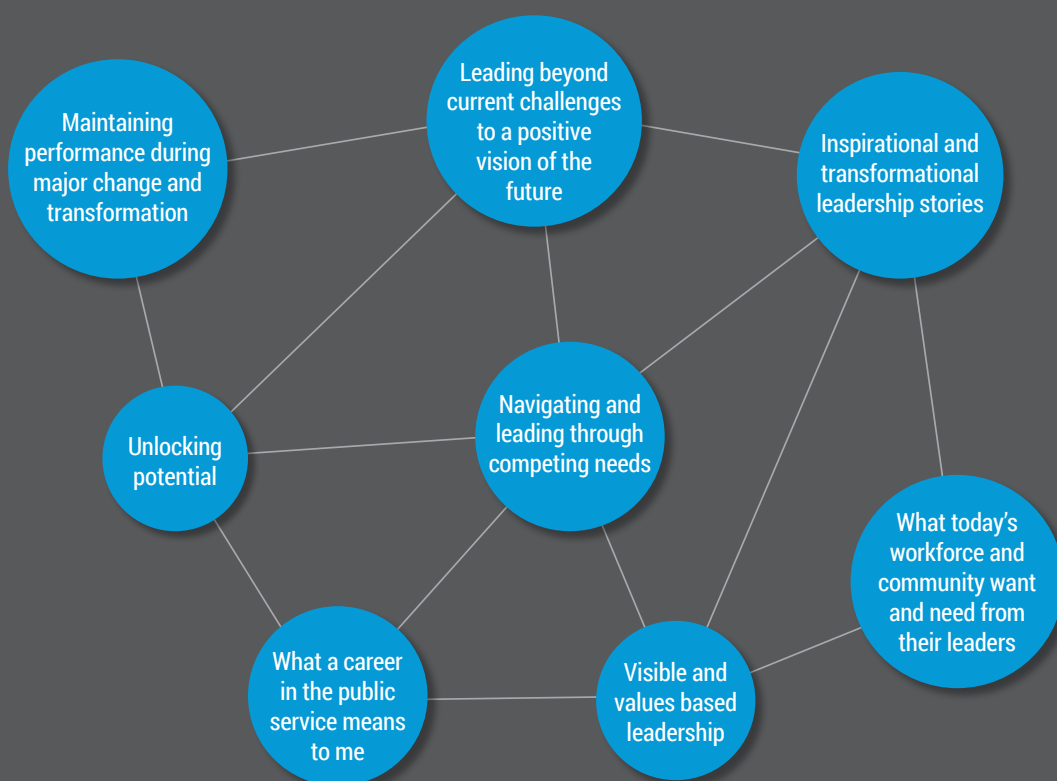 Maintaining
performance during
major change and
transformation
Leading beyond
current challenges
to a positive
vision of the
future
Inspirational and
transformational
leadership stories
Unlocking
potential
Navigating and
leading through
competing needs
What today’s
workforce and
community want
and need from
their leaders
What a career
in the public
service means
to me
Visible and
values based
leadership